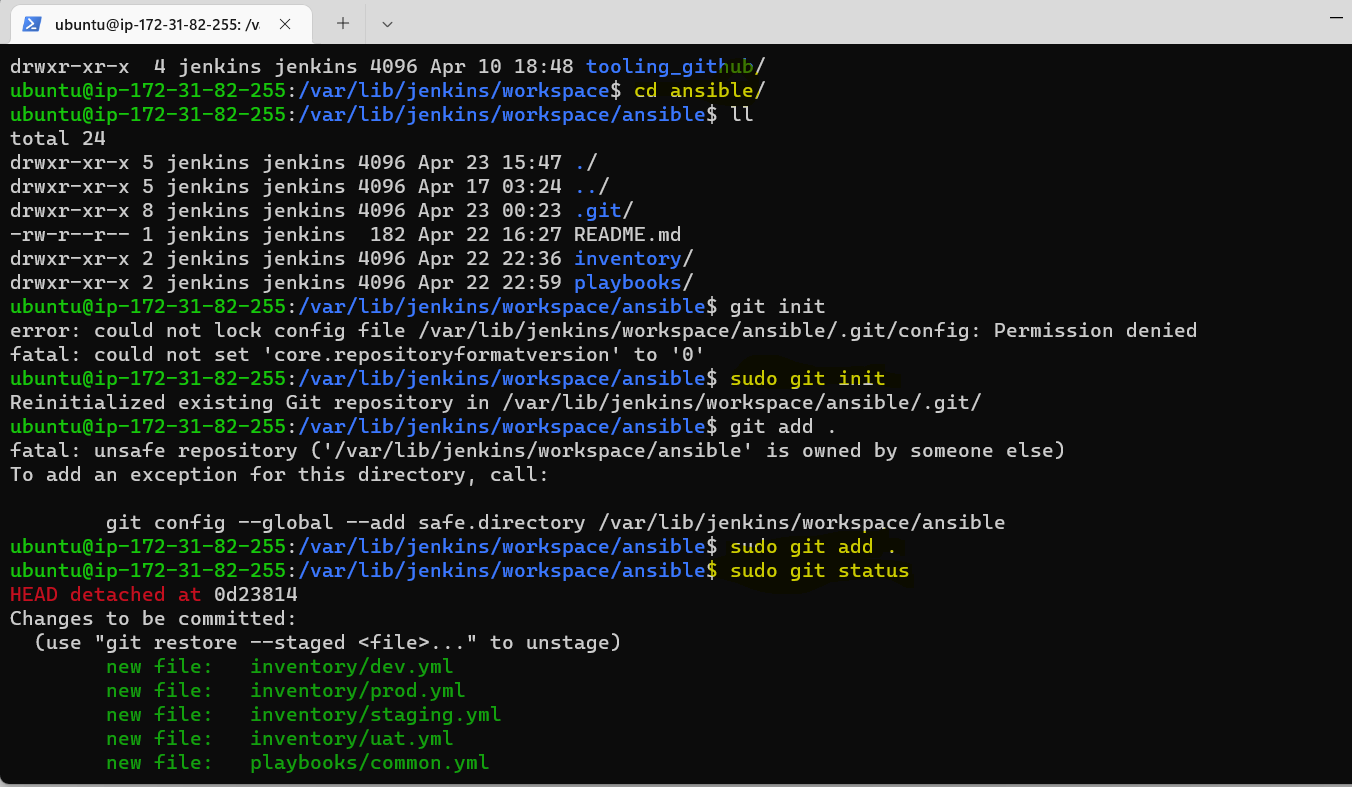 ubuntu@ip-172-31-82-255: /v
drwxr-xr-x  4 jenkins jenkins 4096 Apr 10 18:48 tooling_github/
ubuntu@ip-172-31-82-255:/var/lib/jenkins/workspace$ cd ansible/
ubuntu@ip-172-31-82-255:/var/lib/jenkins/workspace/ansible$ ll
total 24
drwxr-xr-x 5 jenkins jenkins 4096 Apr 23 15:47 ./
drwxr-xr-x 5 jenkins jenkins 4096 Apr 17 03:24 ../
drwxr-xr-x 8 jenkins jenkins 4096 Apr 23 00:23 .git/
-rw-r--r-- 1 jenkins jenkins  182 Apr 22 16:27 README.md
drwxr-xr-x 2 jenkins jenkins 4096 Apr 22 22:36 inventory/
drwxr-xr-x 2 jenkins jenkins 4096 Apr 22 22:59 playbooks/
ubuntu@ip-172-31-82-255:/var/lib/jenkins/workspace/ansible$ git init
error: could not lock config file /var/lib/jenkins/workspace/ansible/.git/config: Permission denied
fatal: could not set 'core.repositoryformatversion' to '0'
ubuntu@ip-172-31-82-255:/var/lib/jenkins/workspace/ansible$ sudo git init
Reinitialized existing Git repository in /var/lib/jenkins/workspace/ansible/.git/
ubuntu@ip-172-31-82-255:/var/lib/jenkins/workspace/ansible$ git add .
fatal: unsafe repository ('/var/lib/jenkins/workspace/ansible' is owned by someone else)
To add an exception for this directory, call:
        git config --global --add safe.directory /var/lib/jenkins/workspace/ansible
ubuntu@ip-172-31-82-255:/var/lib/jenkins/workspace/ansible$ sudo git add .
ubuntu@ip-172-31-82-255:/var/lib/jenkins/workspace/ansible$ sudo git status
HEAD detached at 0d23814
Changes to be committed:
  (use "git restore --staged <file>..." to unstage)
        new file:   inventory/dev.yml
        new file:   inventory/prod.yml
        new file:   inventory/staging.yml
        new file:   inventory/uat.yml
        new file:   playbooks/common.yml